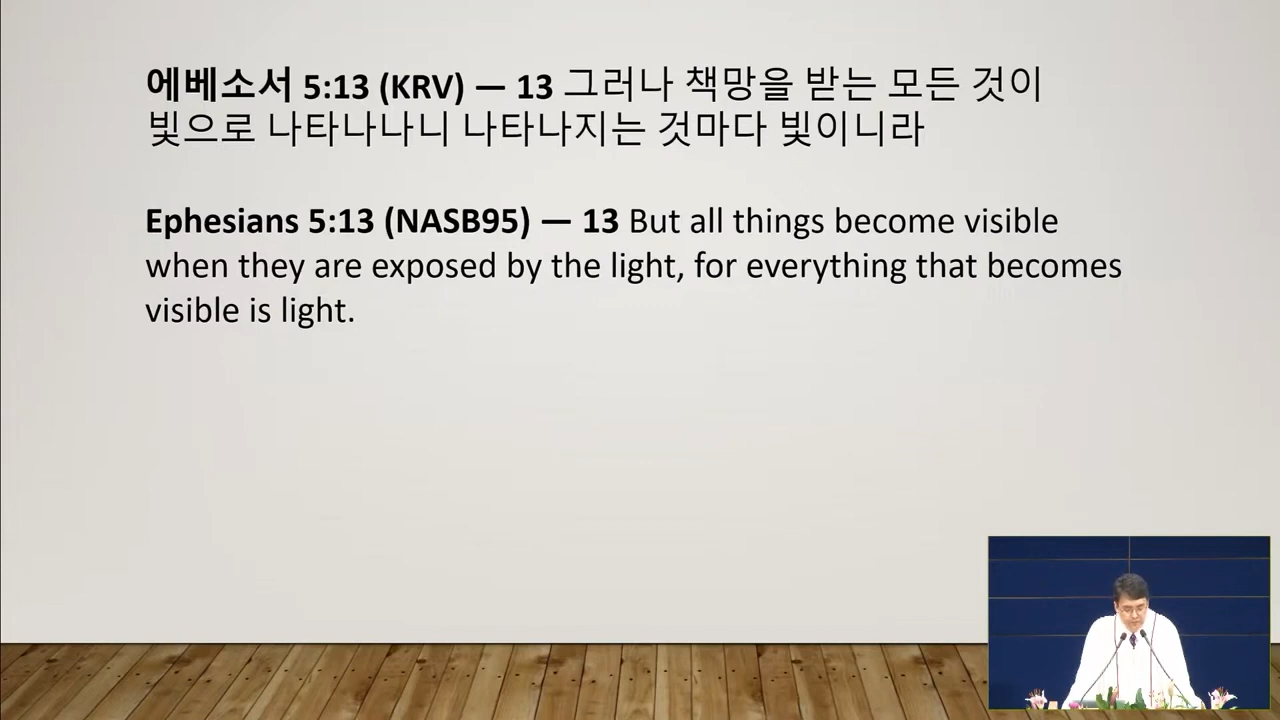 에베소서 5:13 (KRV) — 13 그러나 책망을 받는 모든 것이
빛으로 나타나나니 나타나지는 것마다 빛이니라
Ephesians 5:13 (NASB95) — 13 But all things become visible
when they are exposed by the light, for everything that becomes
visible is light.